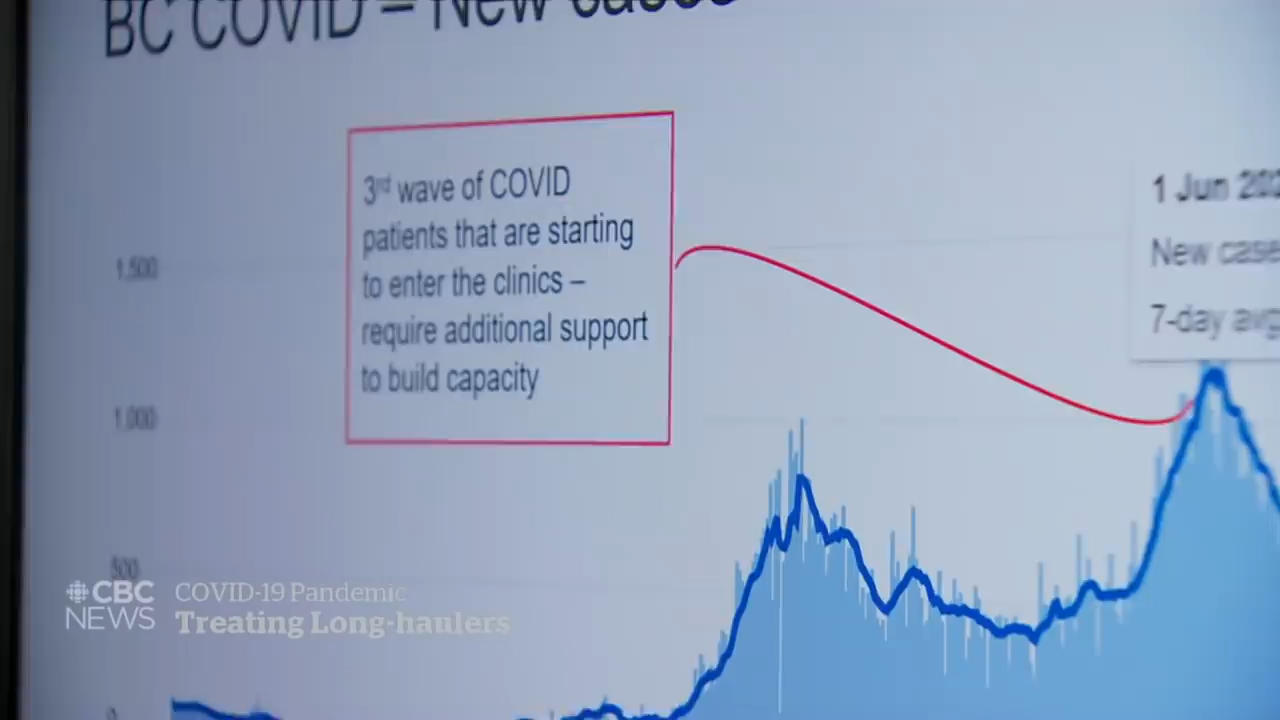 BC COVID – New cases
3rd wave of COVID
patients that are starting
to enter the clinics –
require additional support
to build capacity
1 Jun 202
New case
7-day avg
1,500
1,000
500
0
CBC
NEWS
COVID-19 Pandemic
Treating Long-haulers